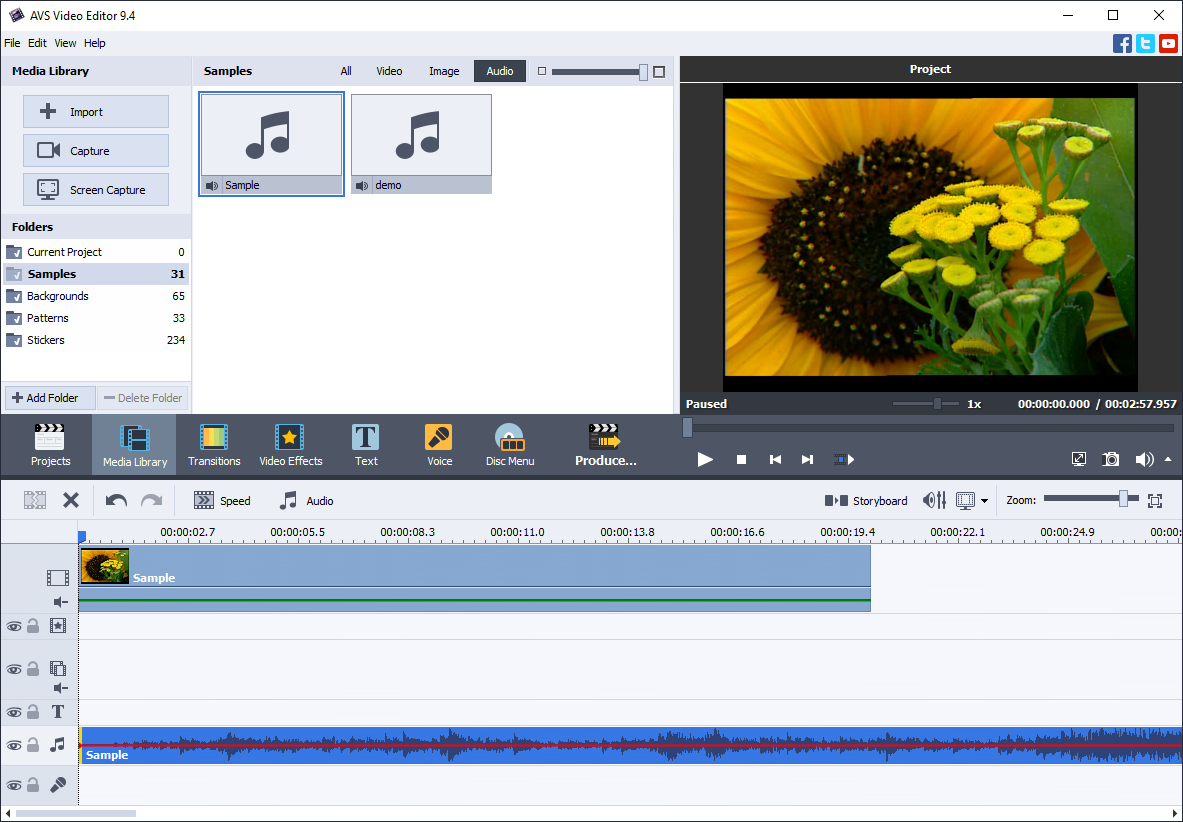 AVS Video Editor 9.4
File Edit View Help
Media Library
Import
Capture
Screen Capture
Folders
Current Project 0
Samples 31
Backgrounds 65
Patterns 33
Stickers 234
Add Folder Delete Folder
Samples All Video Image Audio
Sample demo
Project
Paused 1x 00:00:00.000 / 00:02:57.957
Projects Media Library Transitions Video Effects Text Voice Disc Menu Produce...
Speed Audio Storyboard Zoom:
00:00:02.7 00:00:05.5 00:00:08.3 00:00:11.0 00:00:13.8 00:00:16.6 00:00:19.4 00:00:22.1 00:00:24.9 00:00:
Sample
T
Sample